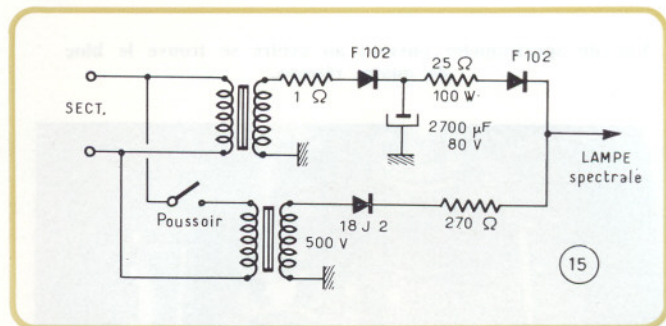 F 102
25 Ω
F 102
1 Ω
100 W
SECT.
2700 µF
80 V
LAMPE
spectrale
Poussoir
500 V
18 J 2
270 Ω
15